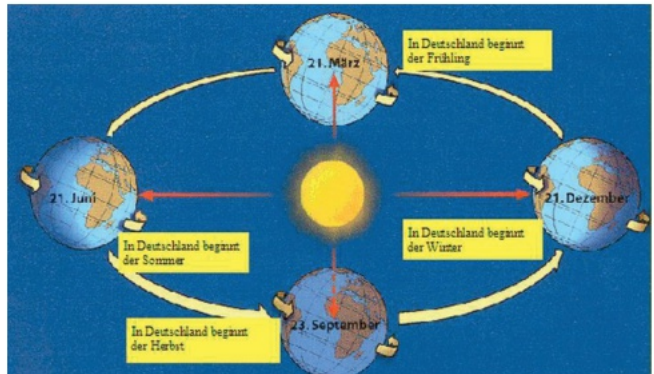 21. März
In Deutschland beginnt
der Frühling
21. Juni
21. Dezember
In Deutschland beginnt
der Sommer
In Deutschland beginnt
der Winter
23. September
In Deutschland beginnt
der Herbst